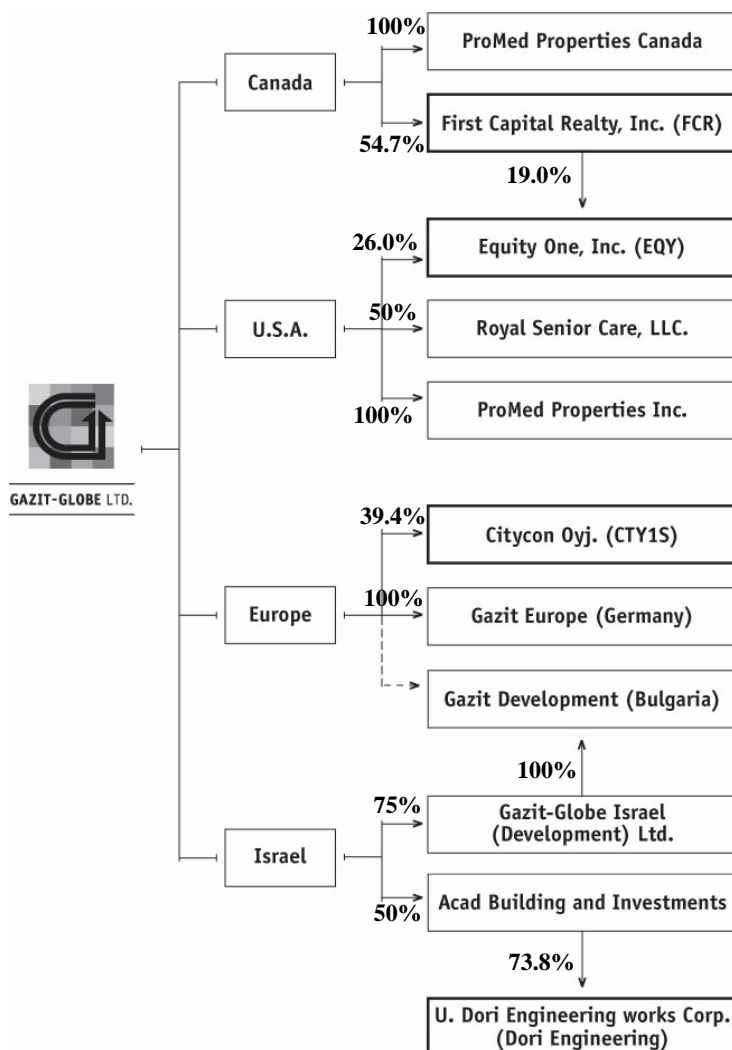 100%
ProMed Properties Canada
Canada
First Capital Realty, Inc. (FCR)
54.7%
19.0%
26.0%
Equity One, Inc. (EQY)
50%
U.S.A.
Royal Senior Care, LLC.
100%
ProMed Properties Inc.
GAZIT-GLOBE LTD.
39.4%
Citycon Oyj. (CTY1S)
100%
Europe
Gazit Europe (Germany)
Gazit Development (Bulgaria)
100%
75%
Gazit-Globe Israel
(Development) Ltd.
Israel
50%
Acad Building and Investments
73.8%
U. Dori Engineering works Corp.
(Dori Engineering)